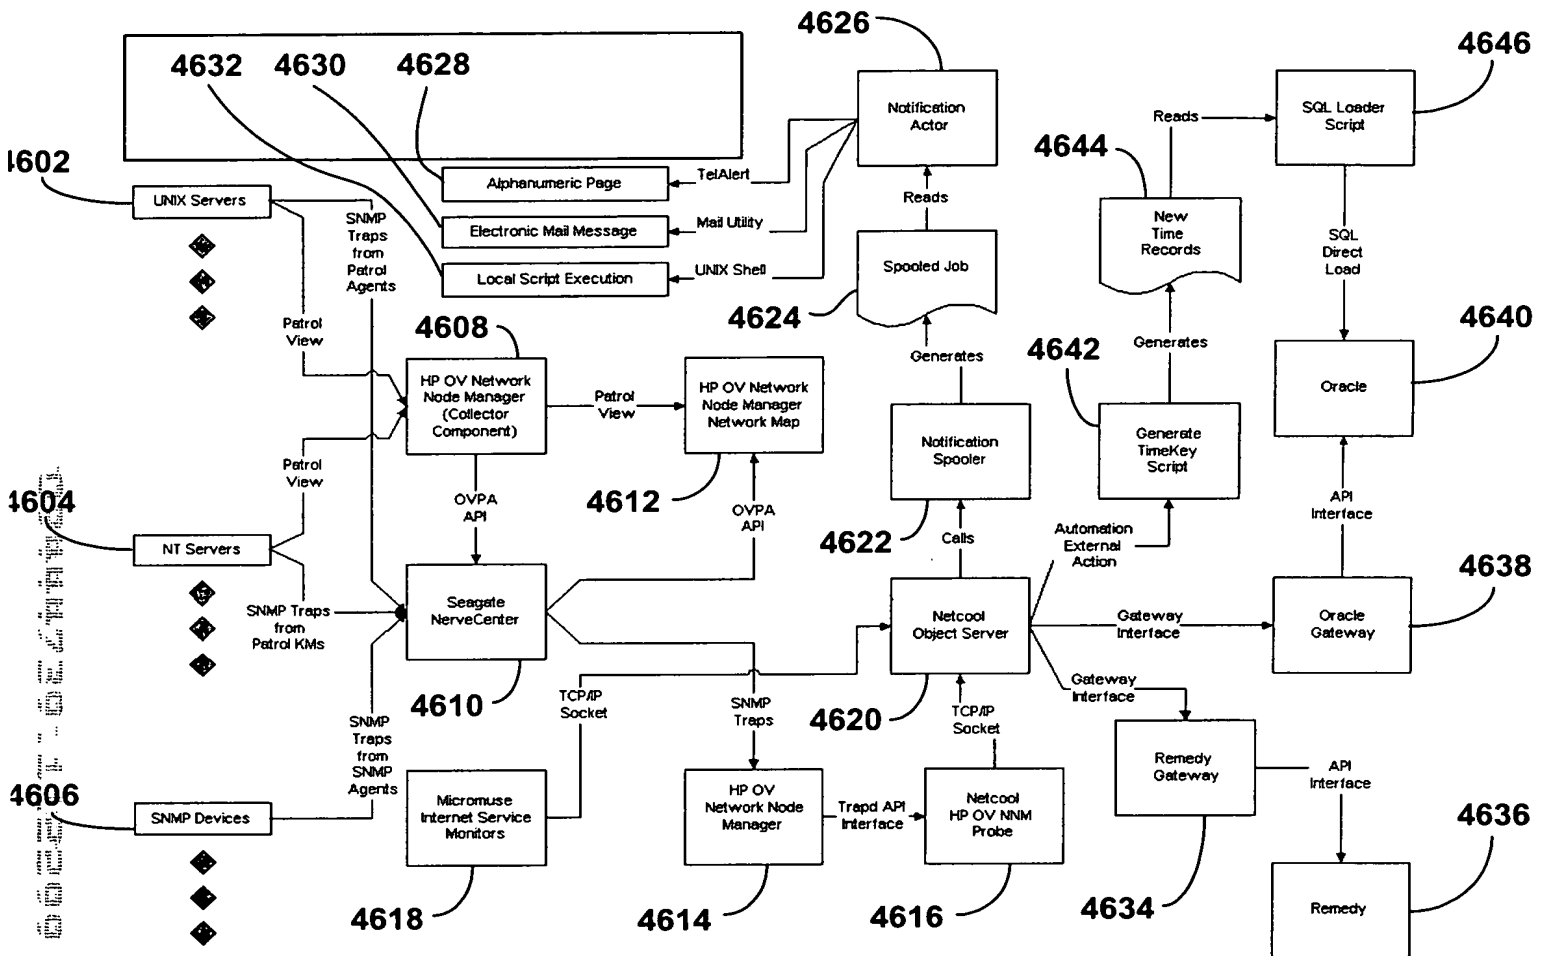 4626
4646
4632
4630
4628
Notification
Actor
SQL Loader
Script
Reads
4644
4602
Alphanumeric Page
TelAlert
UNIX Servers
SNMP
Traps
from
Patrol
Agents
Electronic Mail Message
Mail Utility
Reads
New
Time
Records
SQL
Direct
Load
Local Script Execution
UNIX Shell
Spooled Job
4624
Patrol
View
4608
4640
Generates
4642
Generates
HP OV Network
Node Manager
(Collector
Component)
Patrol
View
HP OV Network
Node Manager
Network Map
Oracle
Notification
Spooler
Generate
TimeKey
Script
Patrol
View
4604
OVPA
API
4612
OVPA
API
API
Interface
4622
Calls
Automation
External
Action
NT Servers
4638
SNMP Traps
from
Patrol KMs
Seagate
NerveCenter
Netcool
Object Server
Gateway
Interface
Oracle
Gateway
4610
TCP/IP
Socket
SNMP
Traps
4620
TCP/IP
Socket
Gateway
Interface
SNMP
Traps
from
SNMP
Agents
Remedy
Gateway
API
Interface
4606
SNMP Devices
Micromuse
Internet Service
Monitors
HP OV
Network Node
Manager
Trapd API
Interface
Netcool
HP OV NNM
Probe
4636
4618
4614
4616
4634
Remedy